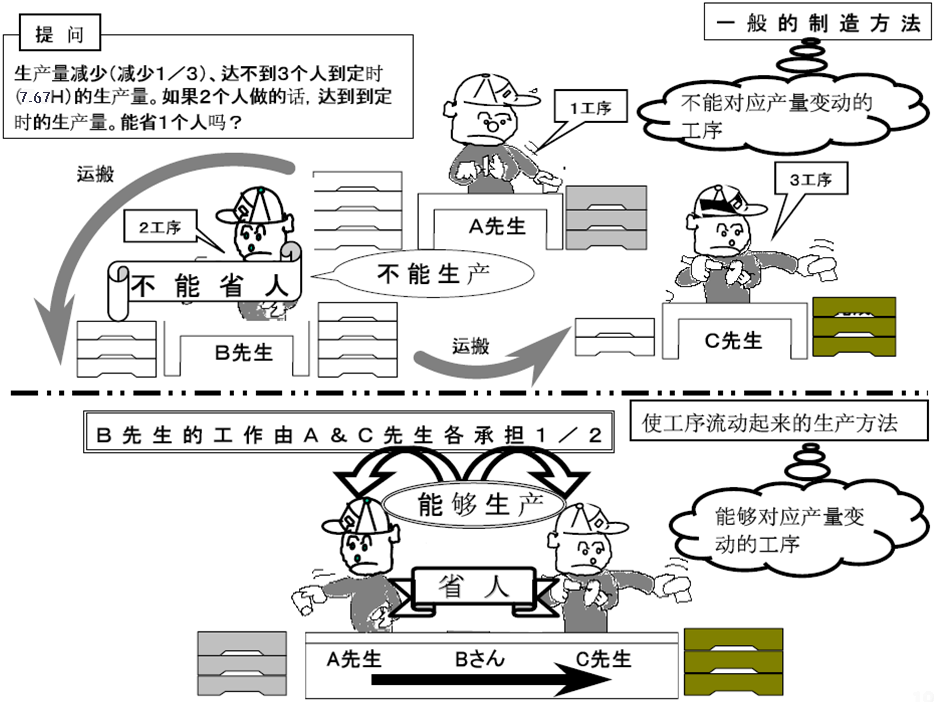 提 问
生产量减少(减少1／3)、达不到3个人到定时
(7.67H)的生产量。如果2个人做的话, 达到到定
时的生产量。能省1个人吗？
一般的制造方法
不能对应产量变动的
工序
1工序
运搬
A先生
3工序
2工序
不能省人
不能生产
B先生
运搬
C先生
B先生的工作由A＆C先生各承担1／2
使工序流动起来的生产方法
能够生产
能够对应产量变
动的工序
省人
A先生
Bさん
C先生